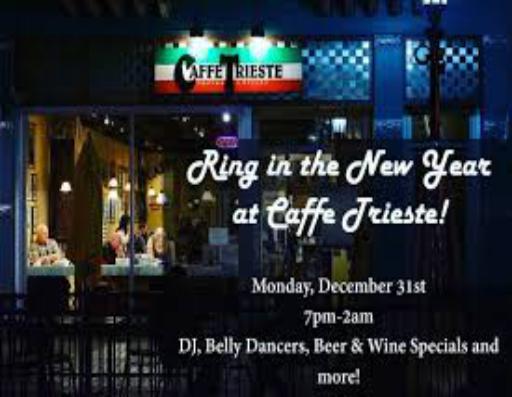 CAFFE TRIESTE
Ring in the New Year
at Caffe Trieste!
Monday, December 31st
7pm-2am
DJ, Belly Dancers, Beer & Wine Specials and
more!